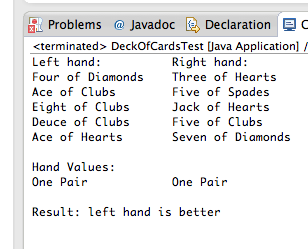 Problems @ Javadoc Declaration
<terminated> DeckOfCardsTest [Java Application] /
Left hand: Right hand:
Four of Diamonds Three of Hearts
Ace of Clubs Five of Spades
Eight of Clubs Jack of Hearts
Deuce of Clubs Five of Clubs
Ace of Hearts Seven of Diamonds
Hand Values:
One Pair One Pair
Result: left hand is better